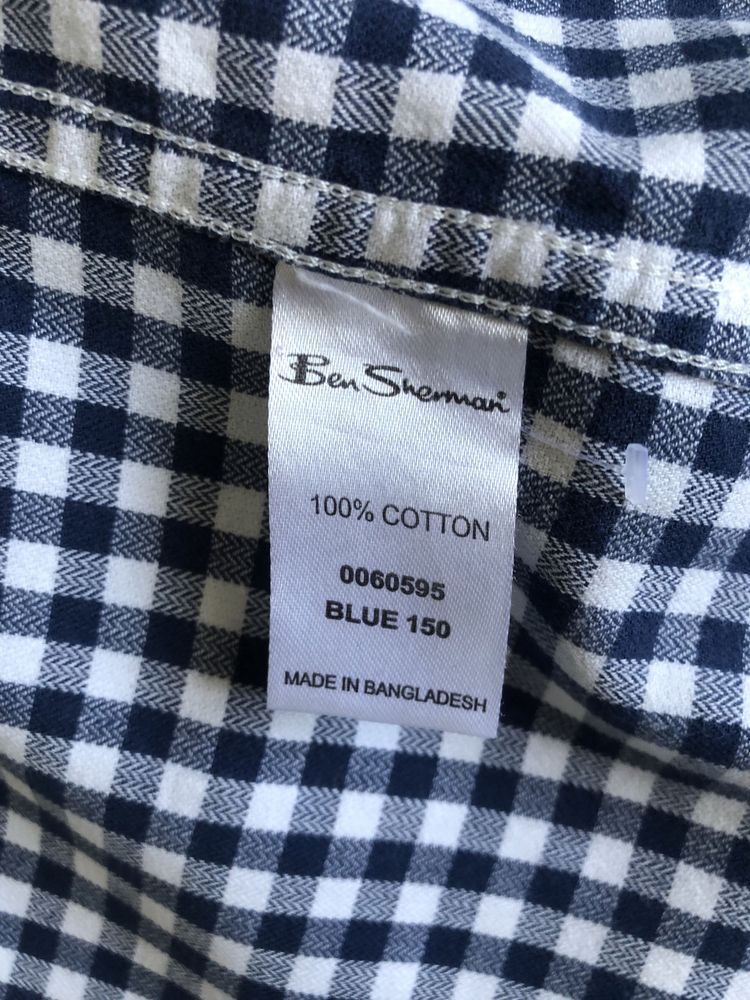 Ben Sherman
100% COTTON
0060595
BLUE 150
MADE IN BANGLADESH